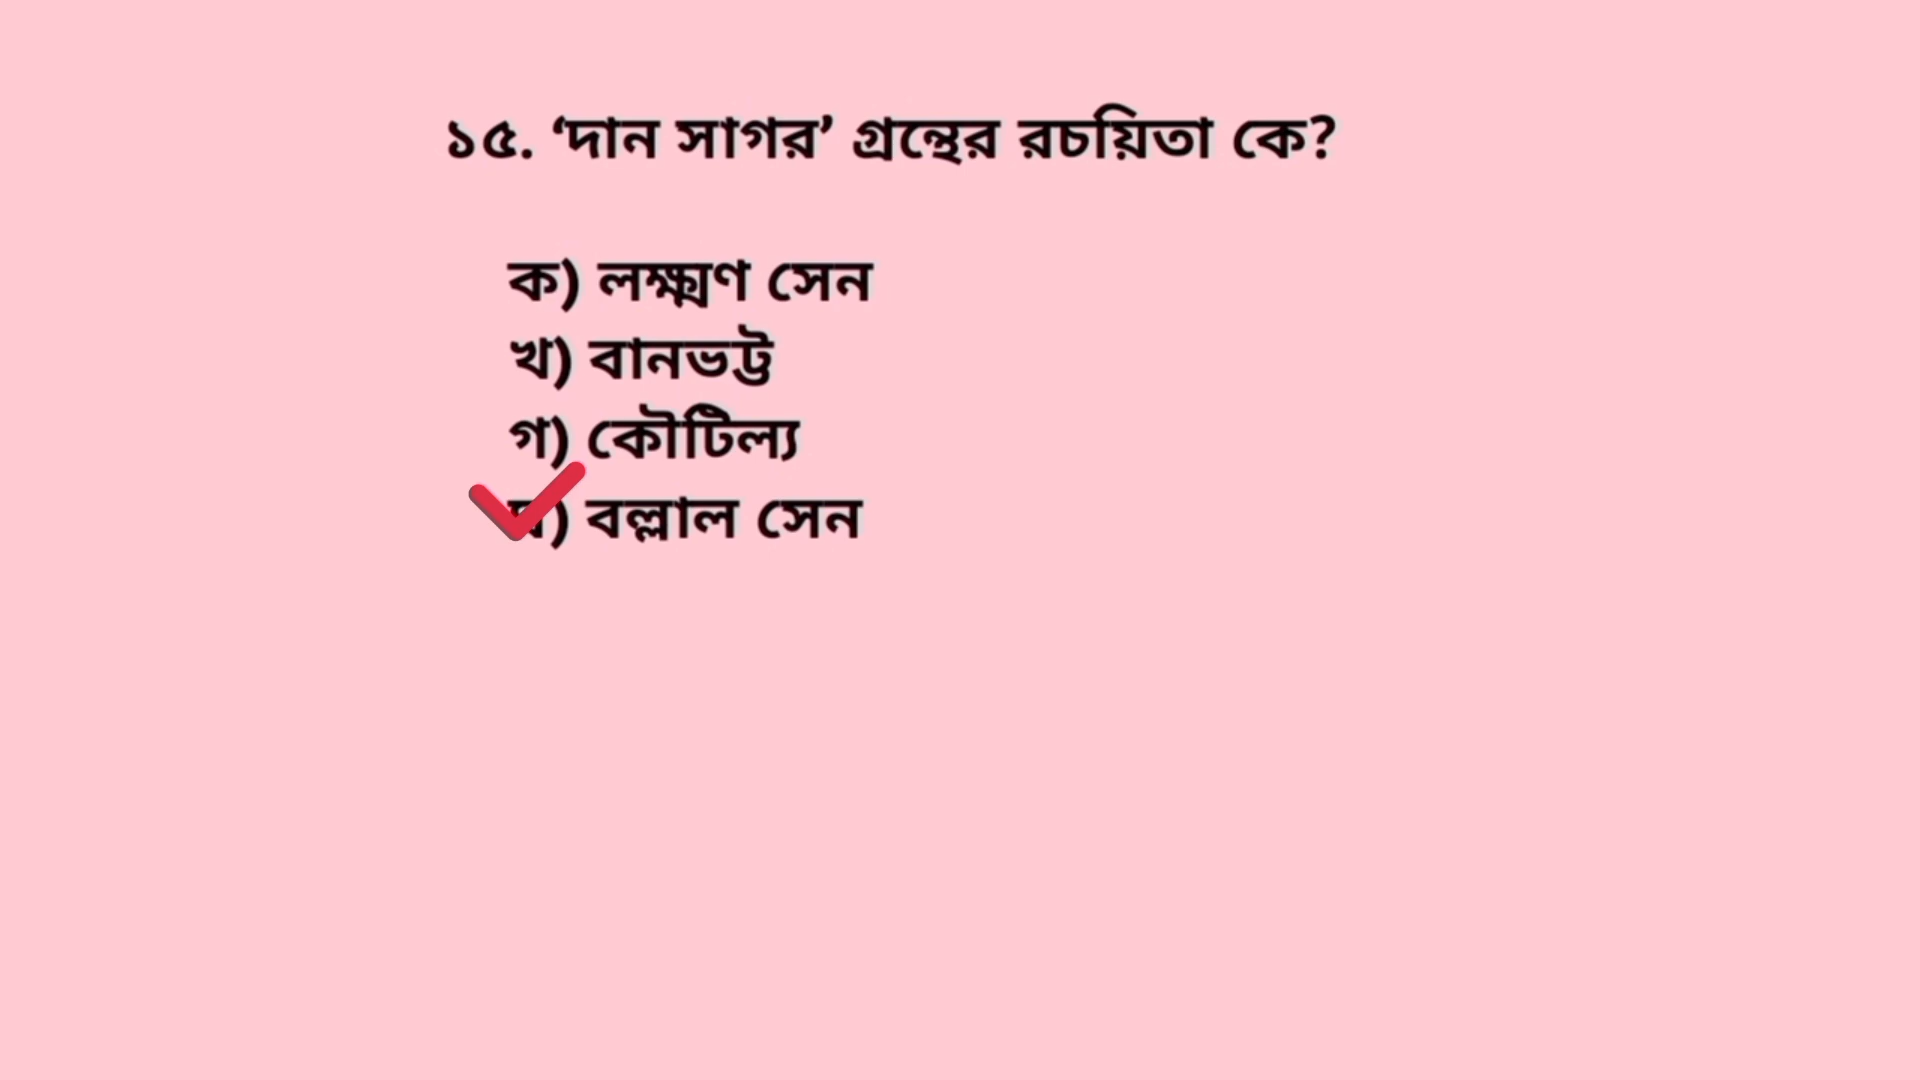 ১৫. ‘দান সাগর’ গ্রন্থের রচয়িতা কে?
ক) লক্ষ্মণ সেন
খ) বানভট্ট
গ) কৌটিল্য
ঘ) বল্লাল সেন